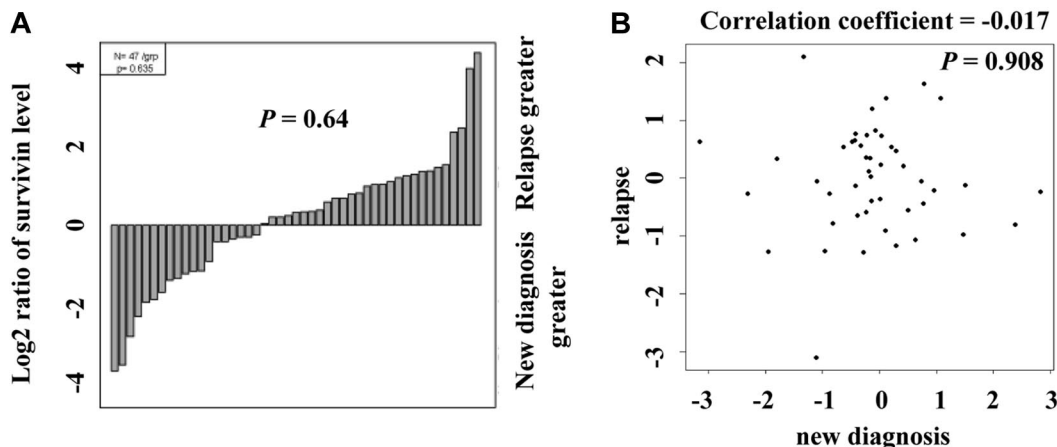 A
N= 47 /grp
p= 0.635
P = 0.64
Log2 ratio of survivin level
4
2
0
-2
-4
Relapse greater
New diagnosis
greater
B
Correlation coefficient = -0.017
P = 0.908
relapse
2
1
0
-1
-2
-3
-3
-2
-1
0
1
2
3
new diagnosis